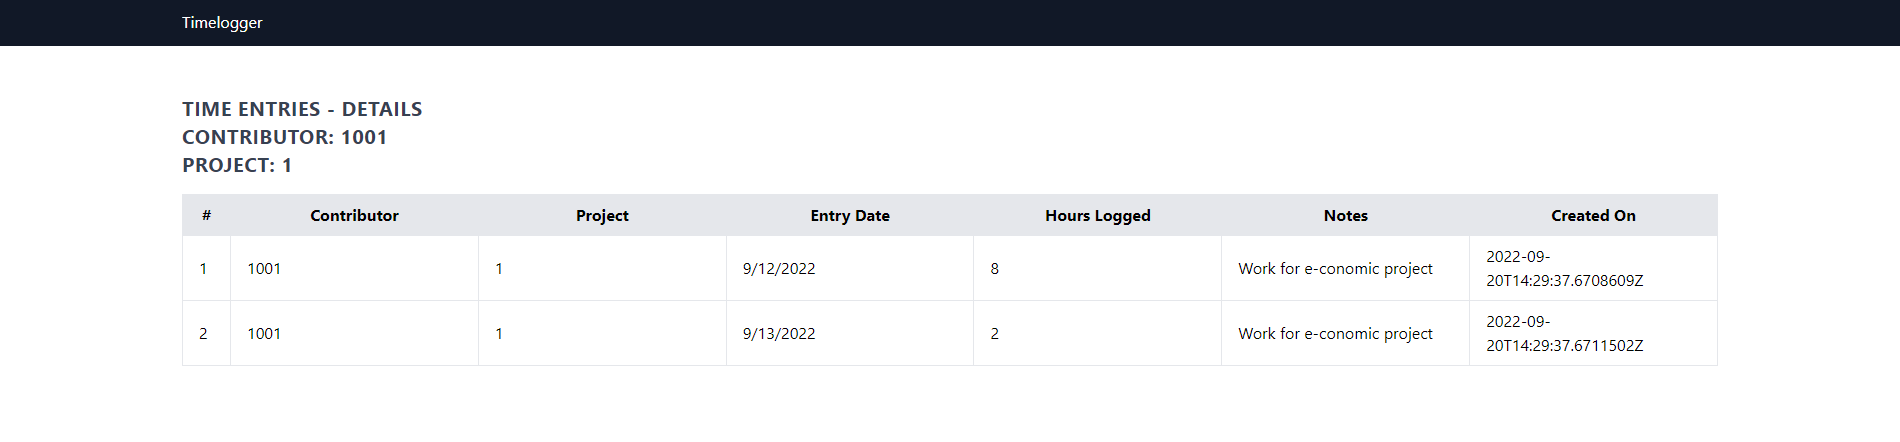 Timelogger
TIME ENTRIES - DETAILS
CONTRIBUTOR: 1001
PROJECT: 1
# Contributor Project Entry Date Hours Logged Notes Created On
1 1001 1 9/12/2022 8 Work for e-conomic project 2022-09-
20T14:29:37.6708609Z
2 1001 1 9/13/2022 2 Work for e-conomic project 2022-09-
20T14:29:37.6711502Z